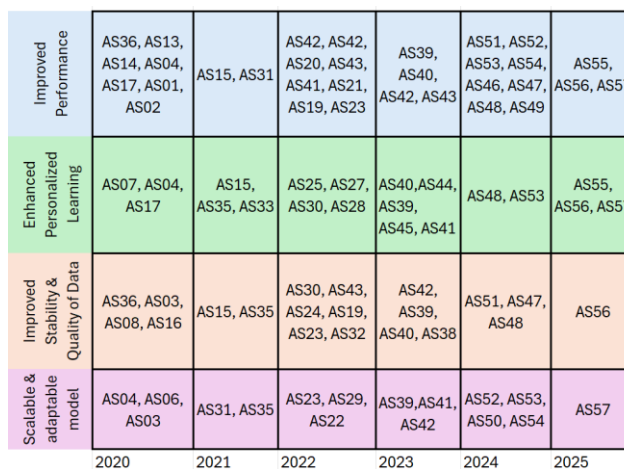 Improved
Performance
AS36, AS13,
AS14, AS04,
AS17, AS01,
AS02
AS15, AS31
AS42, AS42,
AS20, AS43,
AS41, AS21,
AS19, AS23
AS39,
AS40,
AS42, AS43
AS51, AS52,
AS53, AS54,
AS46, AS47,
AS48, AS49
AS55,
AS56, AS57
Enhanced
Personalized
Learning
AS07, AS04,
AS17
AS15,
AS35, AS33
AS25, AS27,
AS30, AS28
AS40, AS44,
AS39,
AS45, AS41
AS48, AS53
AS55,
AS56, AS57
Improved
Stability &
Quality of Data
AS36, AS03,
AS08, AS16
AS15, AS35
AS30, AS43,
AS24, AS19,
AS23, AS32
AS42,
AS39,
AS40, AS38
AS51, AS47,
AS48
AS56
Scalable &
adaptable
model
AS04, AS06,
AS03
AS31, AS35
AS23, AS29,
AS22
AS39,AS41,
AS42
AS52, AS53,
AS50, AS54
AS57
2020 2021 2022 2023 2024 2025